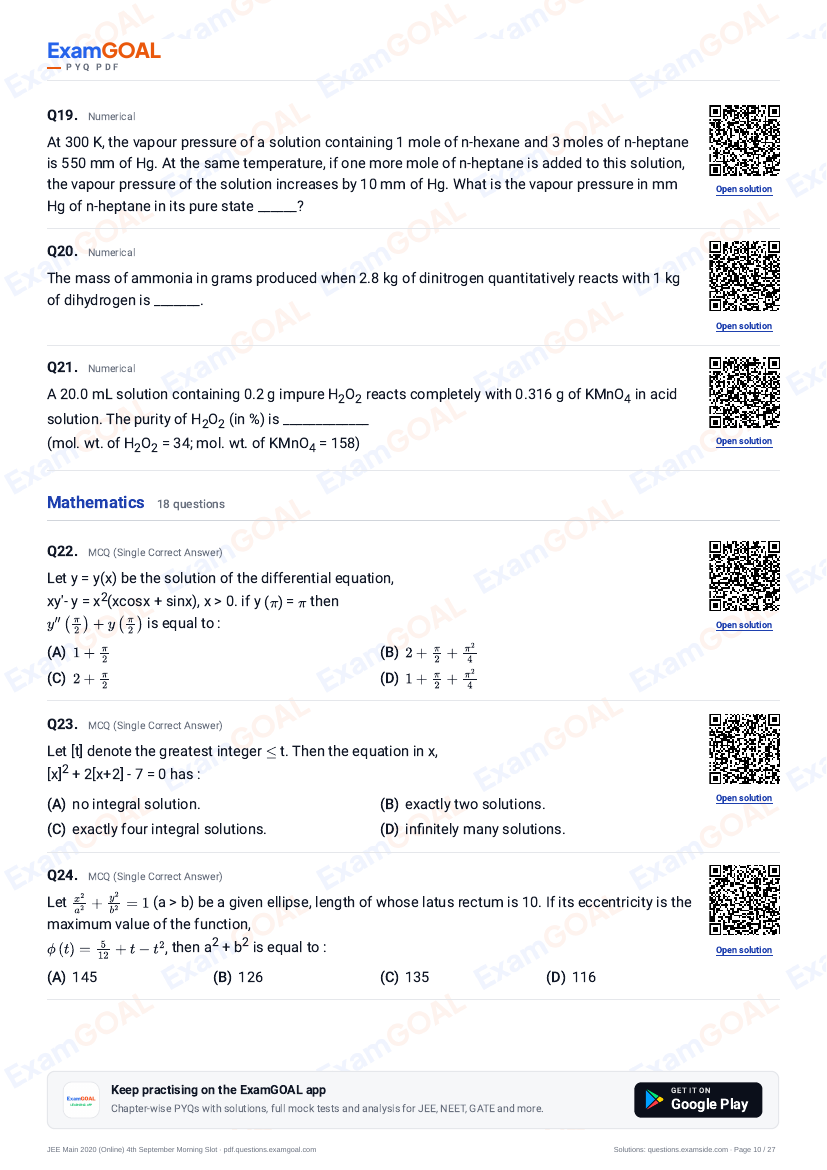 ExamGOAL
PYQ PDF
Q19. Numerical
At 300 K, the vapour pressure of a solution containing 1 mole of n-hexane and 3 moles of n-heptane
is 550 mm of Hg. At the same temperature, if one more mole of n-heptane is added to this solution,
the vapour pressure of the solution increases by 10 mm of Hg. What is the vapour pressure in mm
Hg of n-heptane in its pure state ______?
Open solution
Q20. Numerical
The mass of ammonia in grams produced when 2.8 kg of dinitrogen quantitatively reacts with 1 kg
of dihydrogen is _______.
Open solution
Q21. Numerical
A 20.0 mL solution containing 0.2 g impure H₂O₂ reacts completely with 0.316 g of KMnO₄ in acid
solution. The purity of H₂O₂ (in %) is _____________
(mol. wt. of H₂O₂ = 34; mol. wt. of KMnO₄ = 158)
Open solution
Mathematics 18 questions
Q22. MCQ (Single Correct Answer)
Let y = y(x) be the solution of the differential equation,
xy'- y = x²(xcosx + sinx), x > 0. if y (π) = π then
y″ (π/2) + y (π/2) is equal to :
(A) 1 + π/2 (B) 2 + π/2 + π²/4
(C) 2 + π/2 (D) 1 + π/2 + π²/4
Open solution
Q23. MCQ (Single Correct Answer)
Let [t] denote the greatest integer ≤ t. Then the equation in x,
[x]² + 2[x+2] - 7 = 0 has :
(A) no integral solution. (B) exactly two solutions.
(C) exactly four integral solutions. (D) infinitely many solutions.
Open solution
Q24. MCQ (Single Correct Answer)
Let x²/a² + y²/b² = 1 (a > b) be a given ellipse, length of whose latus rectum is 10. If its eccentricity is the
maximum value of the function,
ϕ (t) = 5/12 + t − t², then a² + b² is equal to :
(A) 145 (B) 126 (C) 135 (D) 116
Open solution
Keep practising on the ExamGOAL app
Chapter-wise PYQs with solutions, full mock tests and analysis for JEE, NEET, GATE and more.
GET IT ON
Google Play
JEE Main 2020 (Online) 4th September Morning Slot · pdf.questions.examgoal.com
Solutions: questions.examside.com · Page 10 / 27